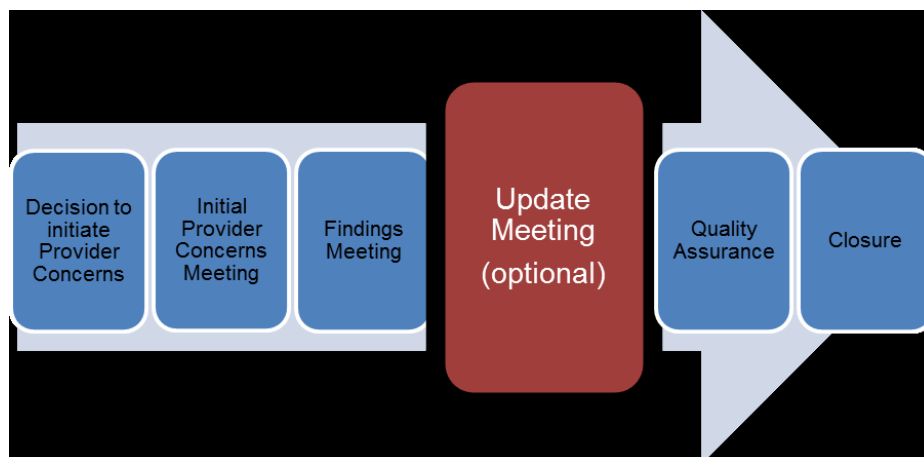 Decision to
initiate
Provider
Concerns
Initial
Provider
Concerns
Meeting
Findings
Meeting
Update
Meeting
(optional)
Quality
Assurance
Closure